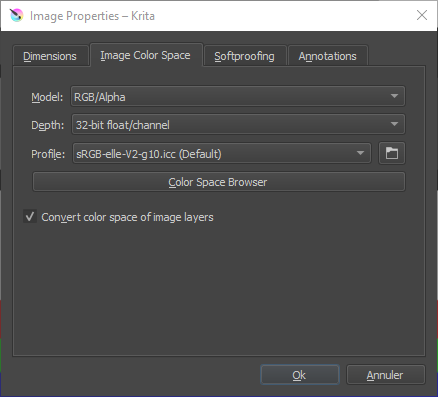 Image Properties – Krita
Dimensions Image Color Space Softproofing Annotations
Model: RGB/Alpha
Depth: 32-bit float/channel
Profile: sRGB-elle-V2-g10.icc (Default)
Color Space Browser
Convert color space of image layers
Ok Annuler